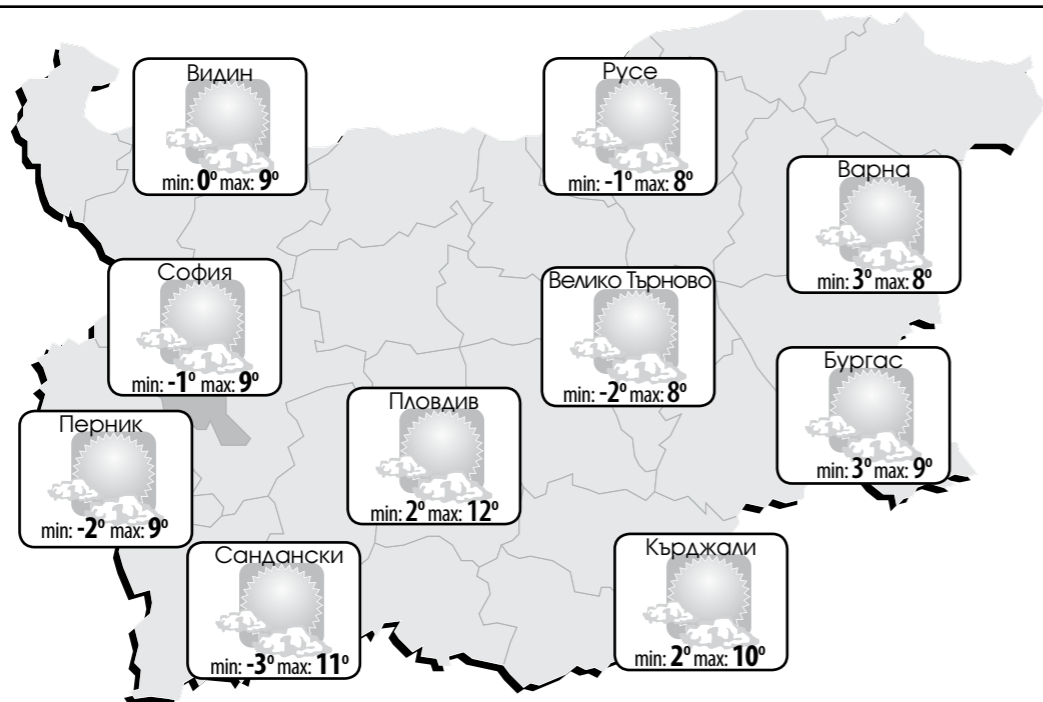 Видин
min: 0° max: 9°
Русе
min: -1° max: 8°
Варна
min: 3° max: 8°
София
min: -1° max: 9°
Велико Търново
min: -2° max: 8°
Бургас
min: 3° max: 9°
Пловдив
min: 2° max: 12°
Перник
min: -2° max: 9°
Сандански
min: -3° max: 11°
Кърджали
min: 2° max: 10°